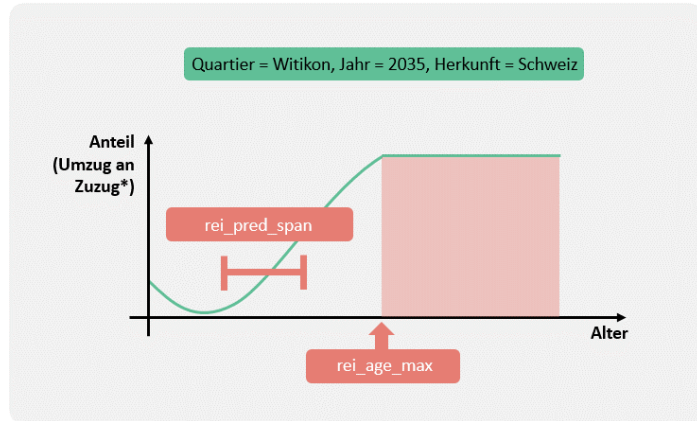 Quartier = Witikon, Jahr = 2035, Herkunft = Schweiz
Anteil
(Umzug an
Zuzug*)
rei_pred_span
Alter
rei_age_max